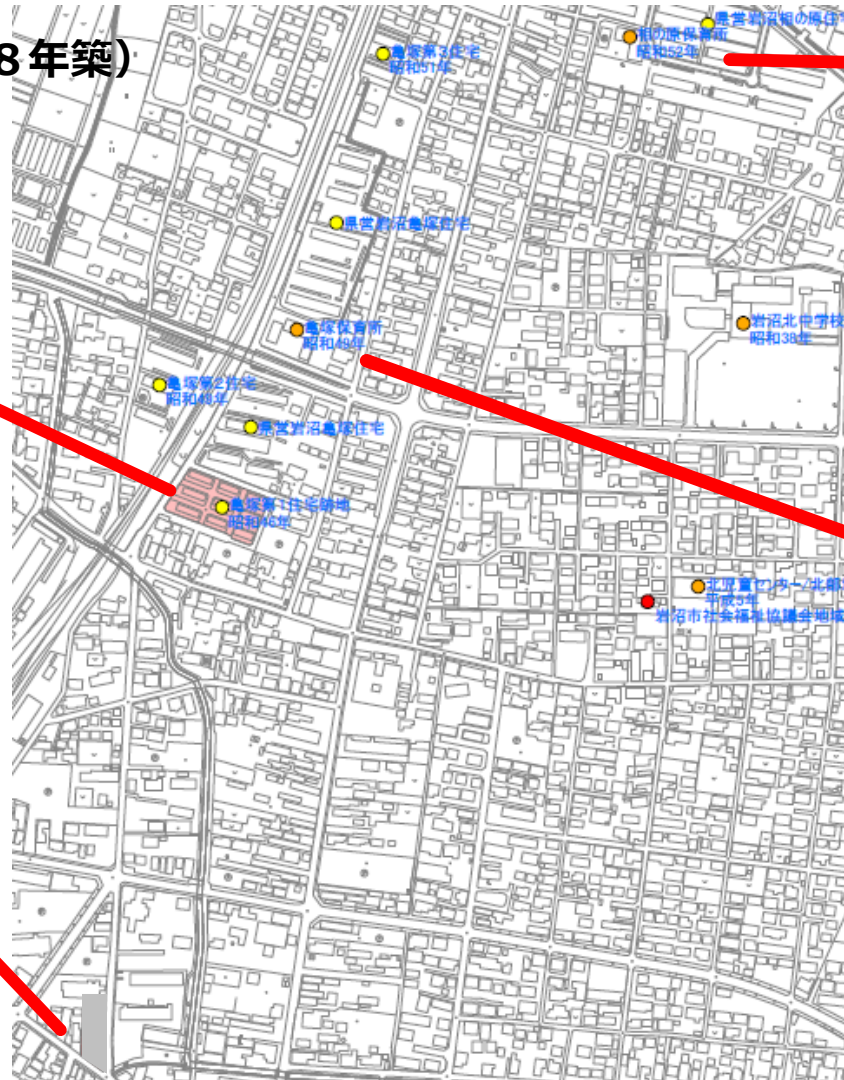 8年築)
県営岩沼相の原住宅
相の原保育所
昭和52年
亀塚第3住宅
昭和51年
県営岩沼亀塚住宅
岩沼北中学校
昭和38年
亀塚保育所
昭和49年
亀塚第2住宅
昭和48年
県営岩沼亀塚住宅
亀塚第1住宅跡地
昭和46年
北児童センター/北部
平成5年
岩沼市社会福祉協議会地域